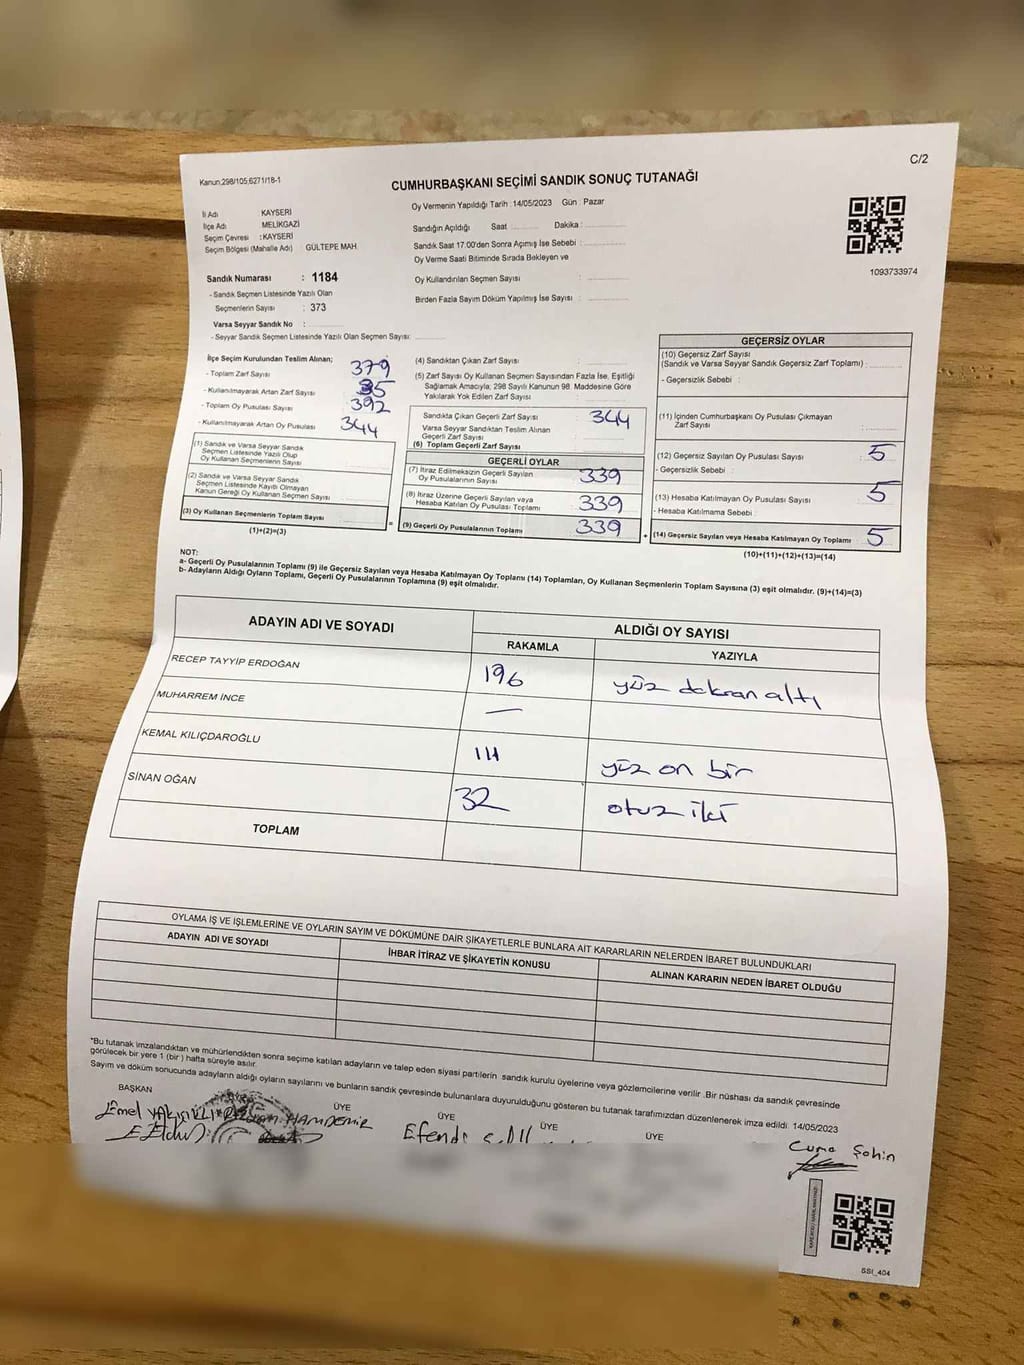 C/2
Kanun;298/105;6271/18-1
CUMHURBAŞKANI SEÇİMİ SANDIK SONUÇ TUTANAĞI
Oy Vermenin Yapıldığı Tarih :14/05/2023 Gün : Pazar
İl Adı KAYSERİ
İlçe Adı MELİKGAZİ
Seçim Çevresi : KAYSERİ
Seçim Bölgesi (Mahalle Adı) GÜLTEPE MAH.
Sandığın Açıldığı Saat Dakika :
Sandık Saat 17.00'den Sonra Açımış İse Sebebi :
Oy Verme Saati Bitiminde Sırada Bekleyen ve
Oy Kullandırılan Seçmen Sayısı :
Birden Fazla Sayım Döküm Yapılmış İse Sayısı :
1093733974
Sandık Numarası : 1184
- Sandık Seçmen Listesinde Yazılı Olan
Seçmenlerin Sayısı : 373
Varsa Seyyar Sandık No :
- Seyyar Sandık Seçmen Listesinde Yazılı Olan Seçmen Sayısı:
İlçe Seçim Kurulundan Teslim Alınan;
- Toplam Zarf Sayısı 379
- Kullanılmayarak Artan Zarf Sayısı 35
- Toplam Oy Pusulası Sayısı 392
- Kullanılmayarak Artan Oy Pusulası 344
(1) Sandık ve Varsa Seyyar Sandık
Seçmen Listesinde Yazılı Olup
Oy Kullanan Seçmenlerin Sayısı
(2) Sandık ve Varsa Seyyar Sandık
Seçmen Listesinde Kayıtlı Olmayan
Kanun Gereği Oy Kullanan Seçmen Sayısı
(3) Oy Kullanan Seçmenlerin Toplam Sayısı
(1)+(2)=(3)
(4) Sandıktan Çıkan Zarf Sayısı :
(5) Zarf Sayısı Oy Kullanan Seçmen Sayısından Fazla İse, Eşitliği
Sağlamak Amacıyla; 298 Sayılı Kanunun 98. Maddesine Göre
Yakılarak Yok Edilen Zarf Sayısı :
Sandıkta Çıkan Geçerli Zarf Sayısı 344
Varsa Seyyar Sandıktan Teslim Alınan
Geçerli Zarf Sayısı
(6) Toplam Geçerli Zarf Sayısı
GEÇERLİ OYLAR
(7) İtiraz Edilmeksizin Geçerli Sayılan
Oy Pusulalarının Sayısı 339
(8) İtiraz Üzerine Geçerli Sayılan veya
Hesaba Katılan Oy Pusulası Toplamı 339
(9) Geçerli Oy Pusulalarının Toplamı 339
GEÇERSİZ OYLAR
(10) Geçersiz Zarf Sayısı
(Sandık ve Varsa Seyyar Sandık Geçersiz Zarf Toplamı) :
- Geçersizlik Sebebi :
(11) İçinden Cumhurbaşkanı Oy Pusulası Çıkmayan
Zarf Sayısı :
(12) Geçersiz Sayılan Oy Pusulası Sayısı : 5
- Geçersizlik Sebebi :
(13) Hesaba Katılmayan Oy Pusulası Sayısı : 5
- Hesaba Katılmama Sebebi :
(14) Geçersiz Sayılan veya Hesaba Katılmayan Oy Toplamı : 5
(10)+(11)+(12)+(13)=(14)
NOT:
a- Geçerli Oy Pusulalarının Toplamı (9) ile Geçersiz Sayılan veya Hesaba Katılmayan Oy Toplamı (14) Toplamları, Oy Kullanan Seçmenlerin Toplam Sayısına (3) eşit olmalıdır. (9)+(14)=(3)
b- Adayların Aldığı Oyların Toplamı, Geçerli Oy Pusulalarının Toplamına (9) eşit olmalıdır.
ADAYIN ADI VE SOYADI ALDIĞI OY SAYISI
RAKAMLA YAZIYLA
RECEP TAYYİP ERDOĞAN 196 yüz doksan altı
MUHARREM İNCE —
KEMAL KILIÇDAROĞLU 111 yüz on bir
SİNAN OĞAN 32 otuz iki
TOPLAM
OYLAMA İŞ VE İŞLEMLERİNE VE OYLARIN SAYIM VE DÖKÜMÜNE DAİR ŞİKAYETLERLE BUNLARA AİT KARARLARIN NELERDEN İBARET BULUNDUKLARI
ADAYIN ADI VE SOYADI İHBAR İTİRAZ VE ŞİKAYETİN KONUSU ALINAN KARARIN NEDEN İBARET OLDUĞU
*Bu tutanak imzalandıktan ve mühürlendikten sonra seçime katılan adayların ve talep eden siyasi partilerin sandık kurulu üyelerine veya gözlemcilerine verilir .Bir nüshası da sandık çevresinde
görülecek bir yere 1 (bir ) hafta süreyle asılır.
Sayım ve döküm sonucunda adayların aldığı oyların sayılarını ve bunların sandık çevresinde bulunanlara duyurulduğunu gösteren bu tutanak tarafımızdan düzenlenerek imza edildi. 14/05/2023
BAŞKAN ÜYE ÜYE ÜYE ÜYE
Emel HAMDEMİR Efendi Cuma Şahin
SSİ_404